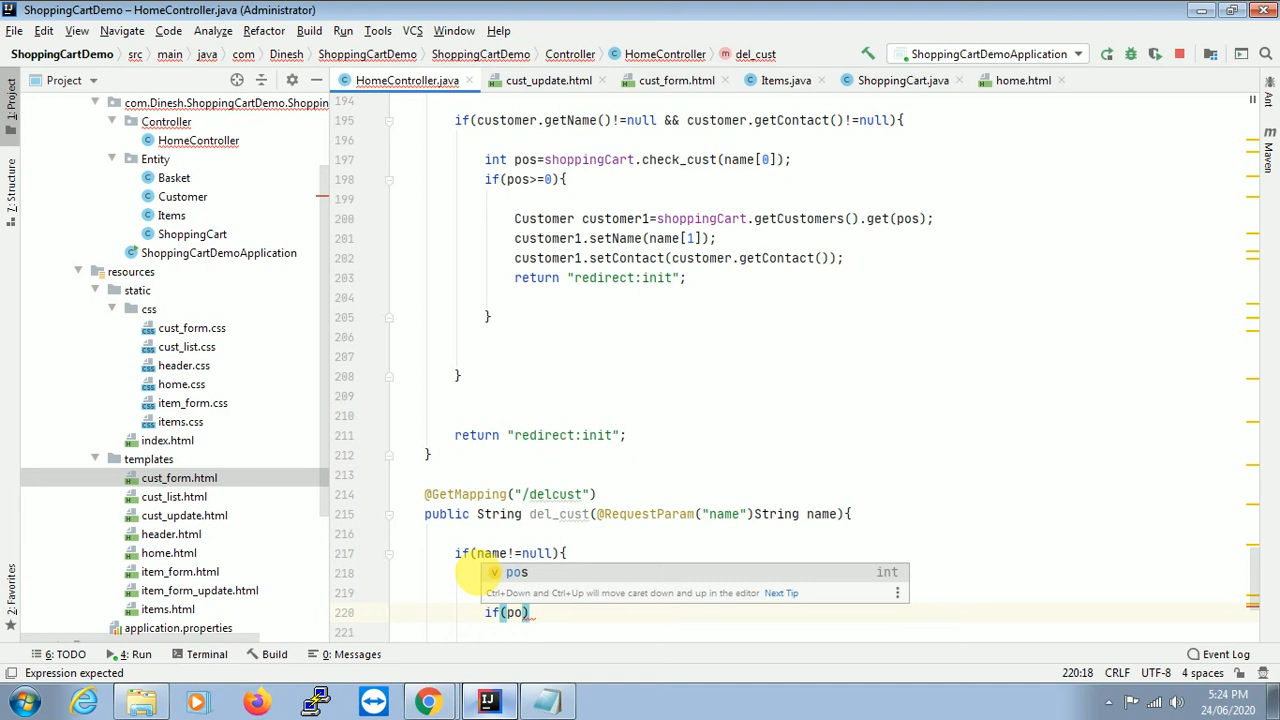 ShoppingCartDemo – HomeController.java (Administrator)
File Edit View Navigate Code Analyze Refactor Build Run Tools VCS Window Help
ShoppingCartDemo src main java com Dinesh ShoppingCartDemo ShoppingCartDemo Controller HomeController del_cust ShoppingCartDemoApplication
Project HomeController.java cust_update.html cust_form.html Items.java ShoppingCart.java home.html
1: Project
7: Structure
2: Favorites
Ant
Maven
com.Dinesh.ShoppingCartDemo.Shoppin
Controller
HomeController
Entity
Basket
Customer
Items
ShoppingCart
ShoppingCartDemoApplication
resources
static
css
cust_form.css
cust_list.css
header.css
home.css
item_form.css
items.css
index.html
templates
cust_form.html
cust_list.html
cust_update.html
header.html
home.html
item_form.html
item_form_update.html
items.html
application.properties
194
195 if(customer.getName()!=null && customer.getContact()!=null){
196
197 int pos=shoppingCart.check_cust(name[0]);
198 if(pos>=0){
199
200 Customer customer1=shoppingCart.getCustomers().get(pos);
201 customer1.setName(name[1]);
202 customer1.setContact(customer.getContact());
203 return "redirect:init";
204
205 }
206
207
208 }
209
210
211 return "redirect:init";
212 }
213
214 @GetMapping("/delcust")
215 public String del_cust(@RequestParam("name")String name){
216
217 if(name!=null){
218 v pos int
219 Ctrl+Down and Ctrl+Up will move caret down and up in the editor Next Tip
220 if(po)
221
6: TODO 4: Run Terminal Build 0: Messages Event Log
Expression expected 220:18 CRLF UTF-8 4 spaces
5:24 PM
24/06/2020